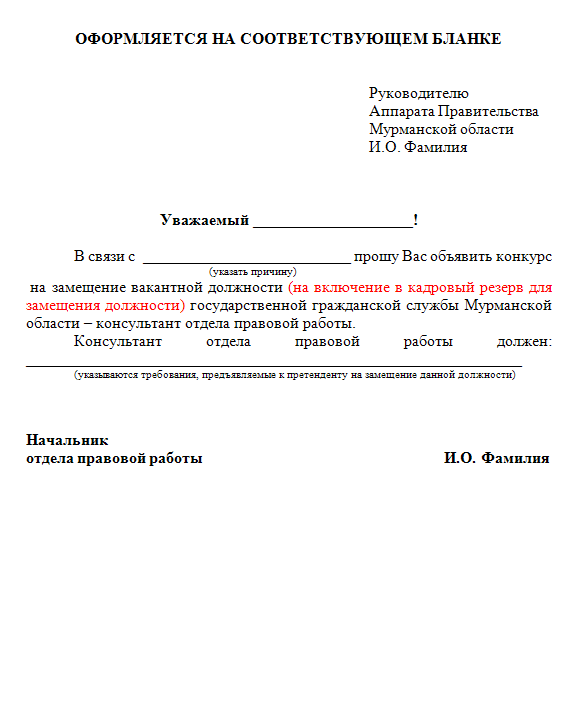 ОФОРМЛЯЕТСЯ НА СООТВЕТСТВУЮЩЕМ БЛАНКЕ
Руководителю
Аппарата Правительства
Мурманской области
И.О. Фамилия
Уважаемый ____________________!
В связи с __________________________ прошу Вас объявить конкурс
(указать причину)
на замещение вакантной должности (на включение в кадровый резерв для
замещения должности) государственной гражданской службы Мурманской
области – консультант отдела правовой работы.
Консультант отдела правовой работы должен:
______________________________________________________________
(указываются требования, предъявляемые к претенденту на замещение данной должности)
Начальник
отдела правовой работы И.О. Фамилия